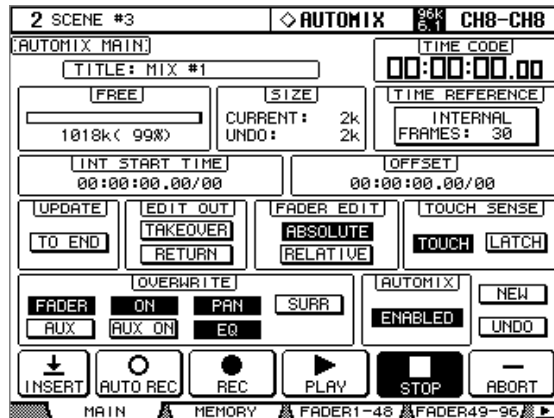 2 SCENE #3 ◇AUTOMIX 96k 6.1 CH8-CH8
AUTOMIX MAIN
TITLE: MIX #1
TIME CODE
00:00:00.00
FREE
1018k( 99%)
SIZE
CURRENT: 2k
UNDO: 2k
TIME REFERENCE
INTERNAL
FRAMES: 30
INT START TIME
00:00:00.00/00
OFFSET
00:00:00.00/00
UPDATE
TO END
EDIT OUT
TAKEOVER
RETURN
FADER EDIT
ABSOLUTE
RELATIVE
TOUCH SENSE
TOUCH LATCH
OVERWRITE
FADER ON PAN SURR
AUX AUX ON EQ
AUTOMIX
ENABLED
NEW
UNDO
INSERT AUTO REC REC PLAY STOP ABORT
MAIN MEMORY FADER1-48 FADER49-96